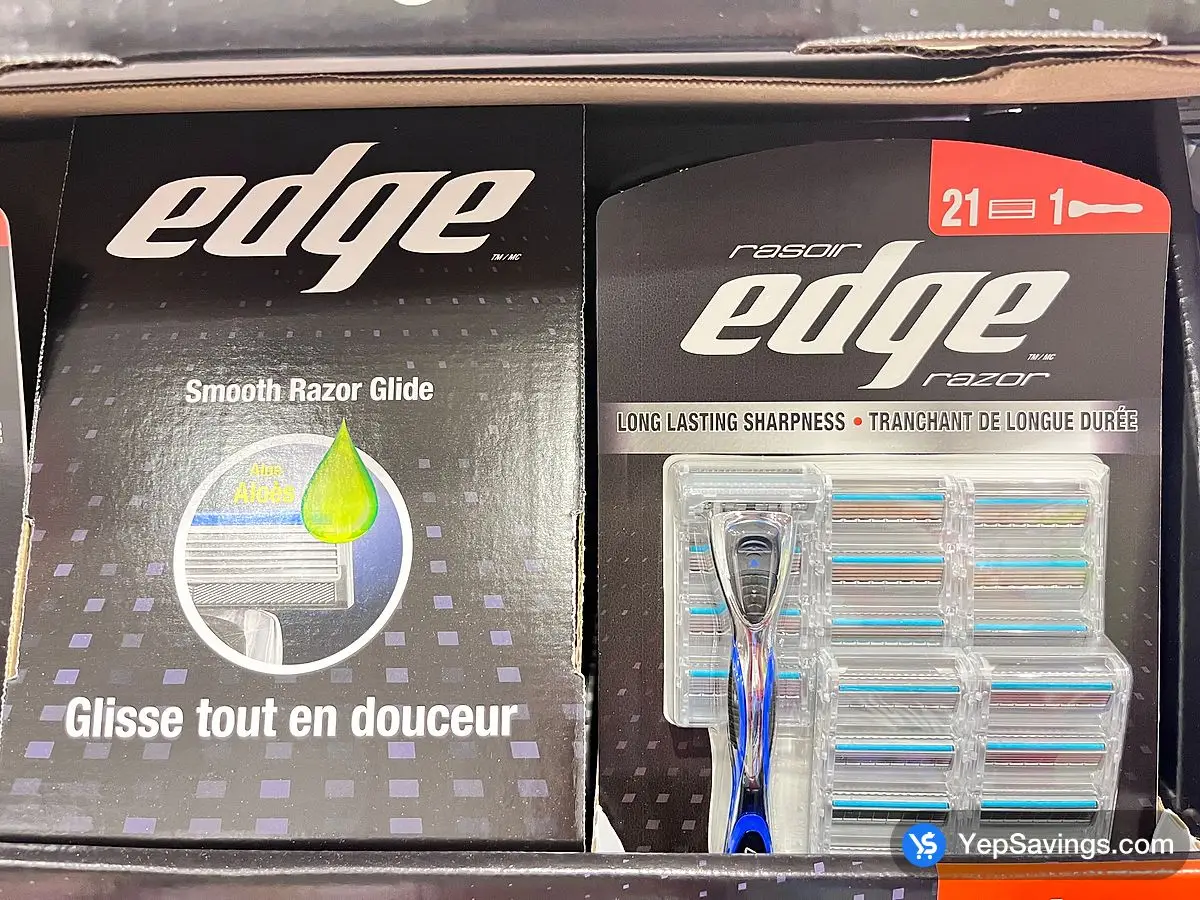 edge
TM/MC
Smooth Razor Glide
Aloe
Aloès
Glisse tout en douceur
21 1
rasoir
edge
TM/MC
razor
LONG LASTING SHARPNESS • TRANCHANT DE LONGUE DURÉE
YepSavings.com